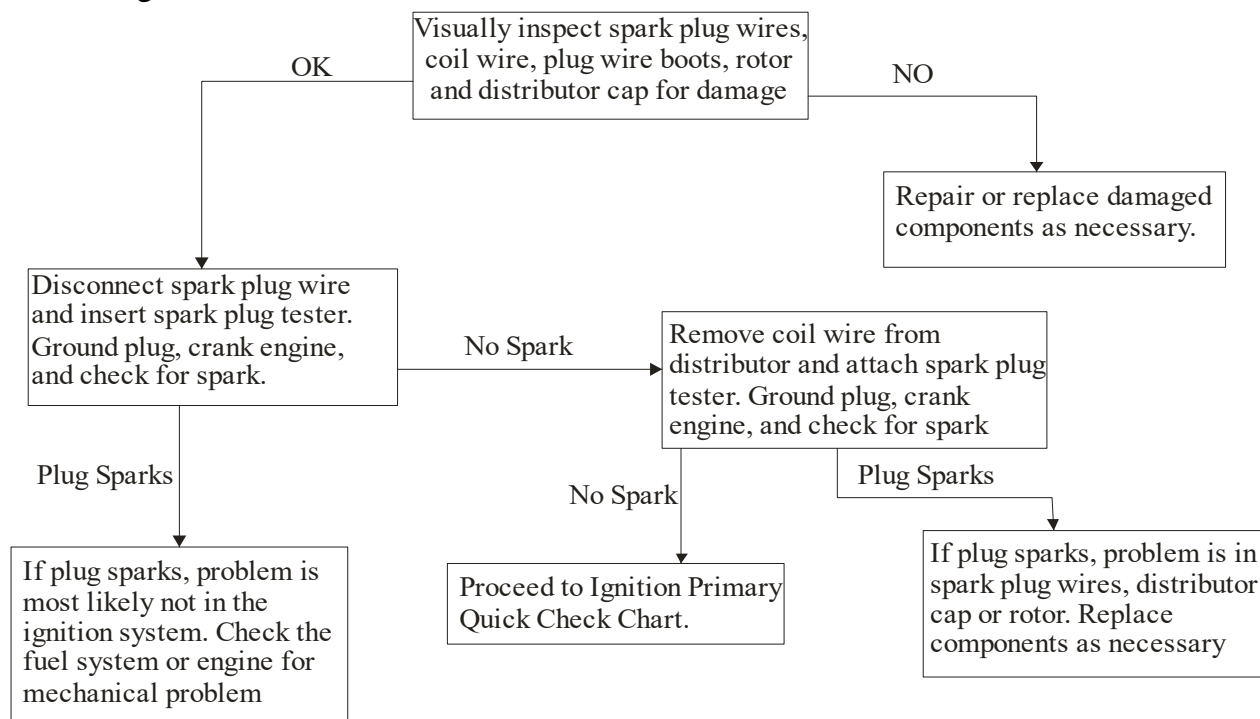 Visually inspect spark plug wires,
coil wire, plug wire boots, rotor
and distributor cap for damage
OK
NO
Repair or replace damaged
components as necessary.
Disconnect spark plug wire
and insert spark plug tester.
Ground plug, crank engine,
and check for spark.
No Spark
Remove coil wire from
distributor and attach spark plug
tester. Ground plug, crank
engine, and check for spark
Plug Sparks
No Spark
Plug Sparks
If plug sparks, problem is
most likely not in the
ignition system. Check the
fuel system or engine for
mechanical problem
Proceed to Ignition Primary
Quick Check Chart.
If plug sparks, problem is in
spark plug wires, distributor
cap or rotor. Replace
components as necessary